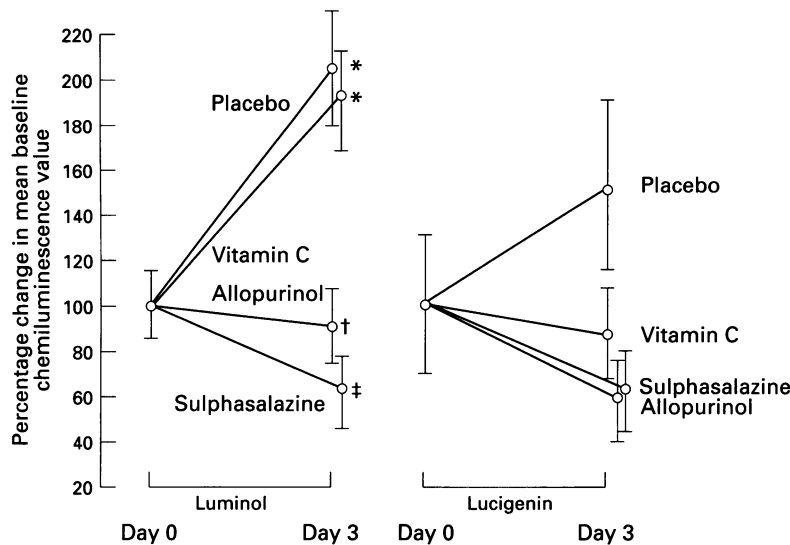 Percentage change in mean baseline
chemiluminescence value
220
200
180
160
140
120
100
80
60
40
20
Placebo
*
*
Vitamin C
Allopurinol
†
Sulphasalazine
‡
Luminol
Day 0
Day 3
Placebo
Vitamin C
Sulphasalazine
Allopurinol
Lucigenin
Day 0
Day 3